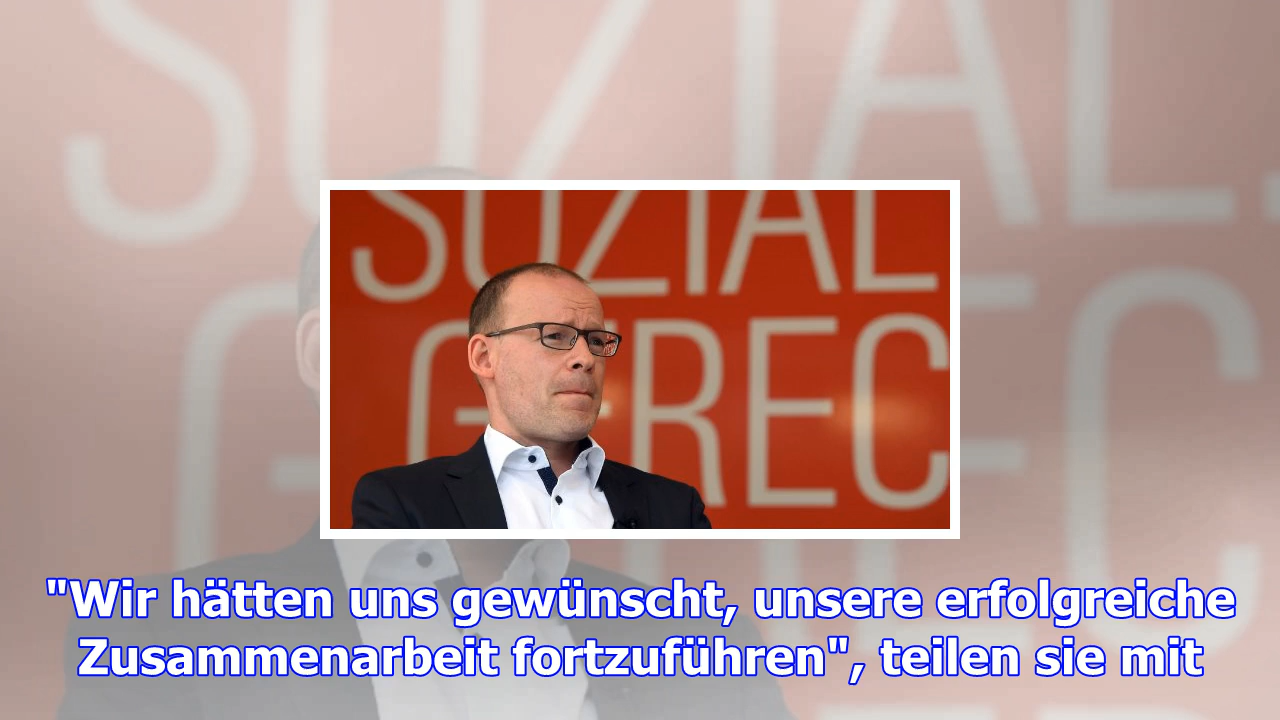 SOZIAL
GEREC
"Wir hätten uns gewünscht, unsere erfolgreiche
Zusammenarbeit fortzuführen", teilen sie mit